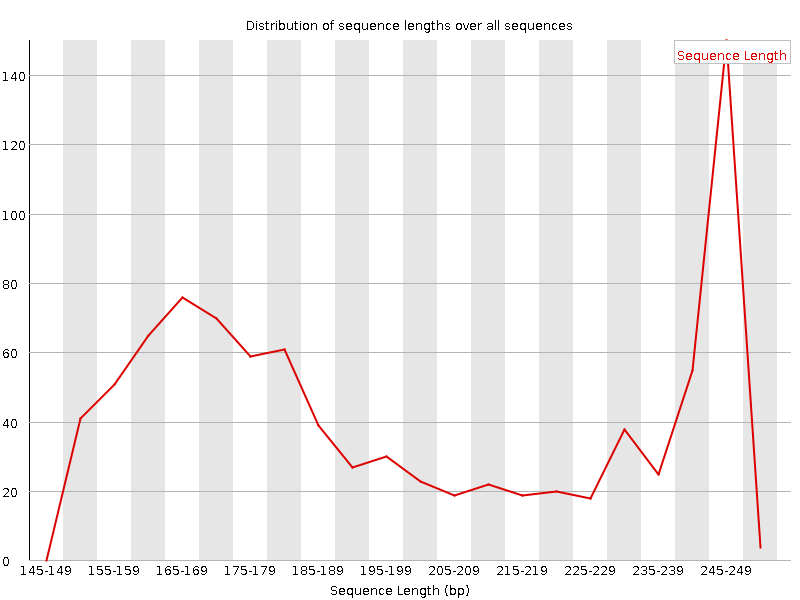 Distribution of sequence lengths over all sequences
Sequence Length
140
120
100
80
60
40
20
0
145-149 155-159 165-169 175-179 185-189 195-199 205-209 215-219 225-229 235-239 245-249
Sequence Length (bp)